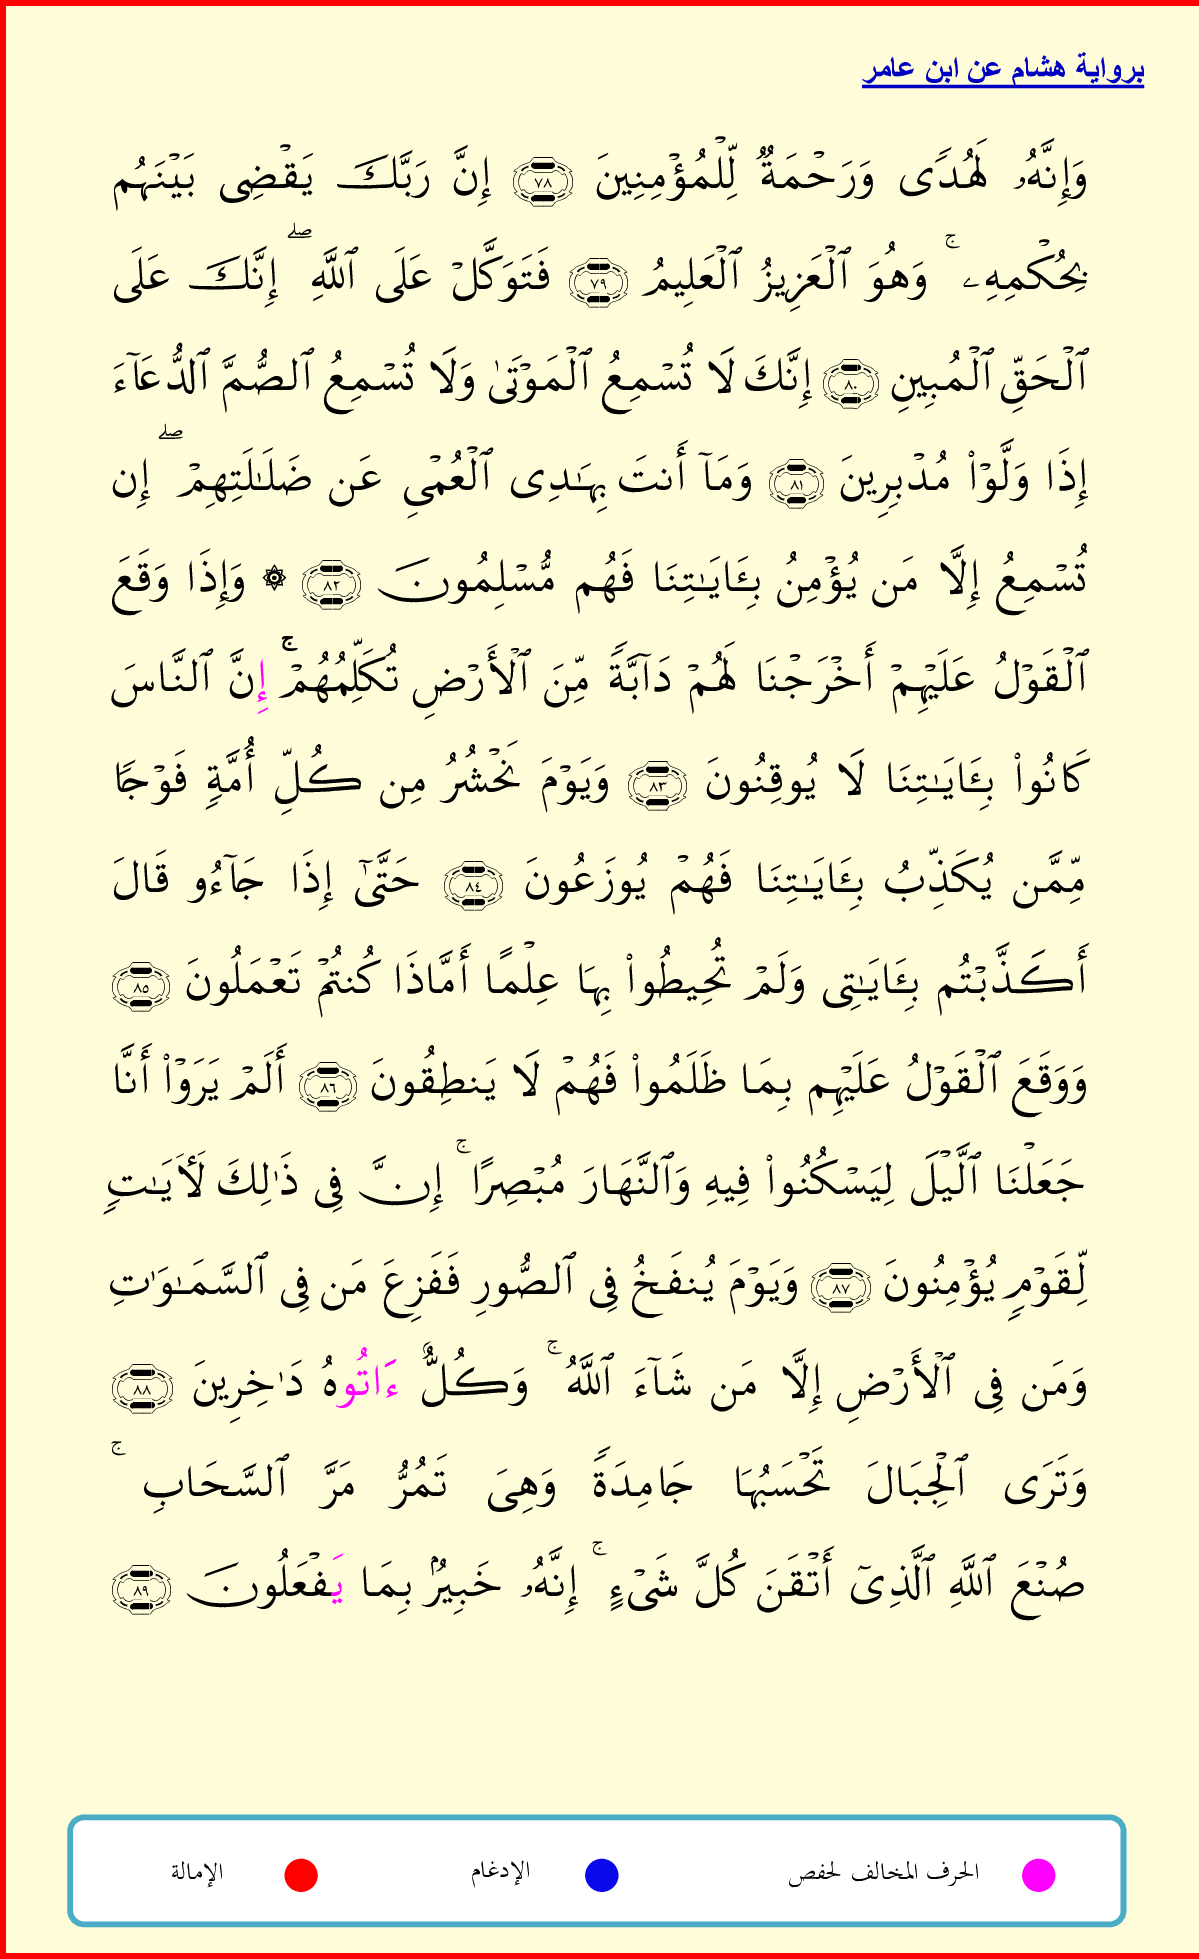 برواية هشام عن ابن عامر
وَإِنَّهُۥ لَهُدٗى وَرَحۡمَةٞ لِّلۡمُؤۡمِنِينَ ٧٨ إِنَّ رَبَّكَ يَقۡضِي بَيۡنَهُم
بِحُكۡمِهِۦۚ وَهُوَ ٱلۡعَزِيزُ ٱلۡعَلِيمُ ٧٩ فَتَوَكَّلۡ عَلَى ٱللَّهِۖ إِنَّكَ عَلَى
ٱلۡحَقِّ ٱلۡمُبِينِ ٨٠ إِنَّكَ لَا تُسۡمِعُ ٱلۡمَوۡتَىٰ وَلَا تُسۡمِعُ ٱلصُّمَّ ٱلدُّعَآءَ
إِذَا وَلَّوۡاْ مُدۡبِرِينَ ٨١ وَمَآ أَنتَ بِهَٰدِي ٱلۡعُمۡيِ عَن ضَلَٰلَتِهِمۡۖ إِن
تُسۡمِعُ إِلَّا مَن يُؤۡمِنُ بِـَٔايَٰتِنَا فَهُم مُّسۡلِمُونَ ٨٢ ۞ وَإِذَا وَقَعَ
ٱلۡقَوۡلُ عَلَيۡهِمۡ أَخۡرَجۡنَا لَهُمۡ دَآبَّةٗ مِّنَ ٱلۡأَرۡضِ تُكَلِّمُهُمۡۚ إِنَّ ٱلنَّاسَ
كَانُواْ بِـَٔايَٰتِنَا لَا يُوقِنُونَ ٨٣ وَيَوۡمَ نَحۡشُرُ مِن كُلِّ أُمَّةٖ فَوۡجٗا
مِّمَّن يُكَذِّبُ بِـَٔايَٰتِنَا فَهُمۡ يُوزَعُونَ ٨٤ حَتَّىٰٓ إِذَا جَآءُو قَالَ
أَكَذَّبۡتُم بِـَٔايَٰتِي وَلَمۡ تُحِيطُواْ بِهَا عِلۡمًا أَمَّاذَا كُنتُمۡ تَعۡمَلُونَ ٨٥
وَوَقَعَ ٱلۡقَوۡلُ عَلَيۡهِم بِمَا ظَلَمُواْ فَهُمۡ لَا يَنطِقُونَ ٨٦ أَلَمۡ يَرَوۡاْ أَنَّا
جَعَلۡنَا ٱلَّيۡلَ لِيَسۡكُنُواْ فِيهِ وَٱلنَّهَارَ مُبۡصِرًاۚ إِنَّ فِي ذَٰلِكَ لَأٓيَٰتٖ
لِّقَوۡمٖ يُؤۡمِنُونَ ٨٧ وَيَوۡمَ يُنفَخُ فِي ٱلصُّورِ فَفَزِعَ مَن فِي ٱلسَّمَٰوَٰتِ
وَمَن فِي ٱلۡأَرۡضِ إِلَّا مَن شَآءَ ٱللَّهُۚ وَكُلٌّ ءَاتُوهُ دَٰخِرِينَ ٨٨
وَتَرَى ٱلۡجِبَالَ تَحۡسَبُهَا جَامِدَةٗ وَهِيَ تَمُرُّ مَرَّ ٱلسَّحَابِۚ
صُنۡعَ ٱللَّهِ ٱلَّذِيٓ أَتۡقَنَ كُلَّ شَيۡءٍۚ إِنَّهُۥ خَبِيرُۢ بِمَا يَفۡعَلُونَ ٨٩
الحرف المخالف لحفص الإدغام الإمالة